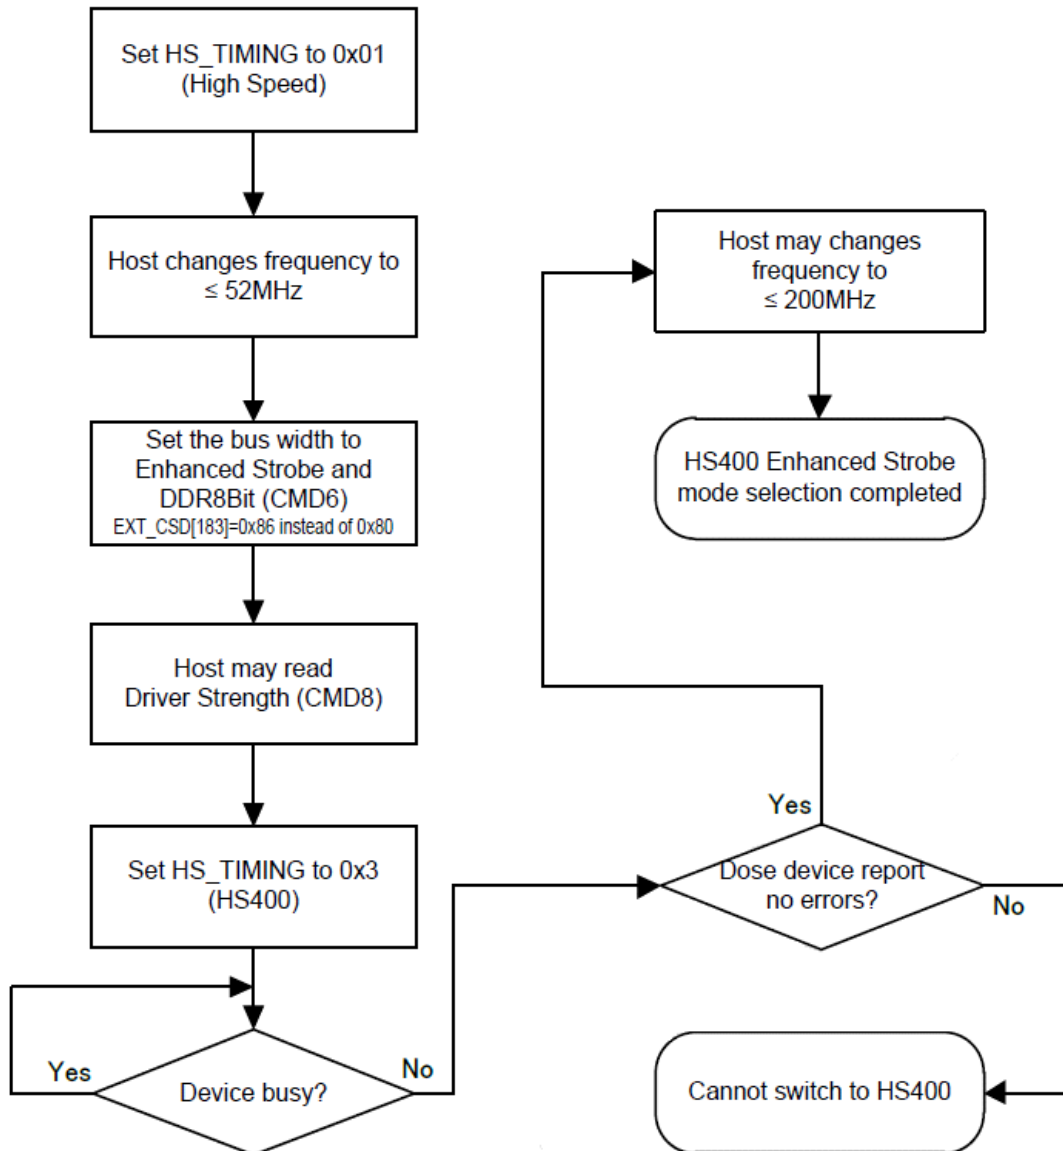 Set HS_TIMING to 0x01
(High Speed)
Host changes frequency to
≤ 52MHz
Set the bus width to
Enhanced Strobe and
DDR8Bit (CMD6)
EXT_CSD[183]=0x86 instead of 0x80
Host may read
Driver Strength (CMD8)
Set HS_TIMING to 0x3
(HS400)
Device busy?
Yes
No
Dose device report
no errors?
Yes
No
Host may changes
frequency to
≤ 200MHz
HS400 Enhanced Strobe
mode selection completed
Cannot switch to HS400